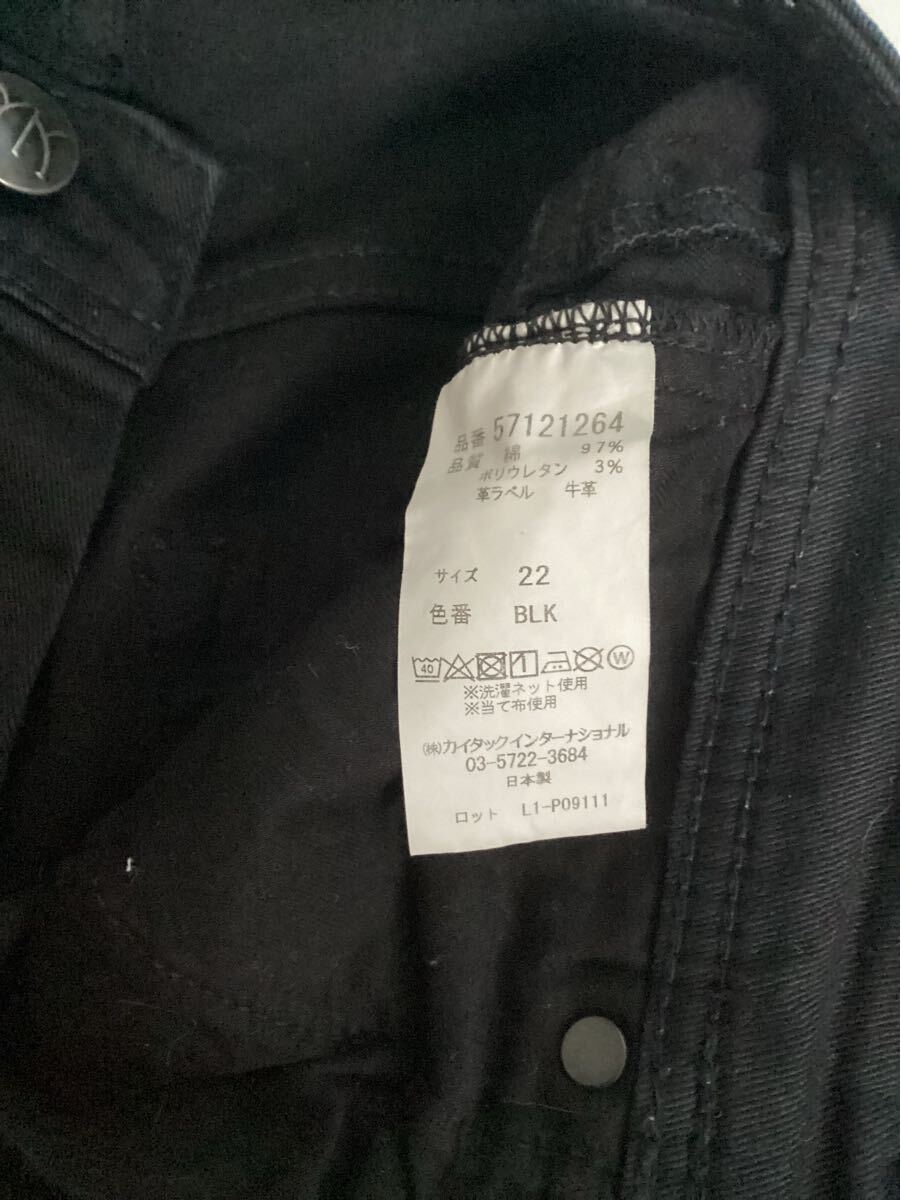 品番 57121264
品質 綿 97%
ポリウレタン 3%
革ラベル 牛革
サイズ 22
色番 BLK
40 W
※洗濯ネット使用
※当て布使用
㈱カイタックインターナショナル
03-5722-3684
日本製
ロット L1-P09111